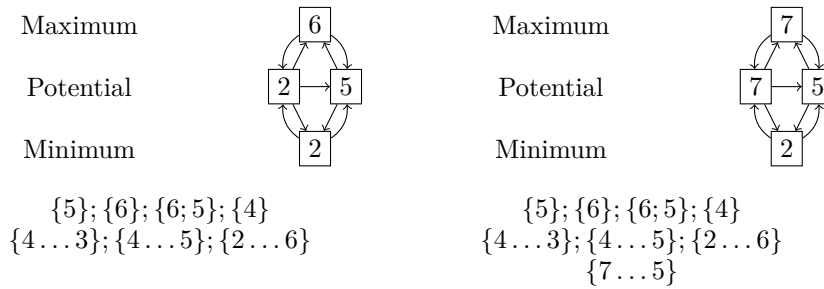 Maximum 6
Potential 2 5
Minimum 2
{5}; {6}; {6; 5}; {4}
{4 . . . 3}; {4 . . . 5}; {2 . . . 6}
Maximum 7
Potential 7 5
Minimum 2
{5}; {6}; {6; 5}; {4}
{4 . . . 3}; {4 . . . 5}; {2 . . . 6}
{7 . . . 5}